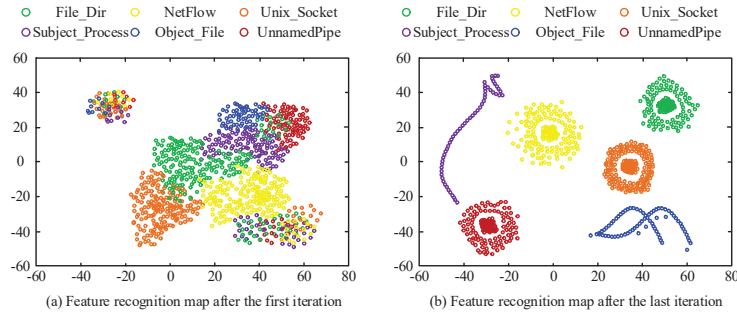 File_Dir NetFlow Unix_Socket
Subject_Process Object_File UnnamedPipe
60
40
20
0
-20
-40
-60
-60 -40 -20 0 20 40 60 80
(a) Feature recognition map after the first iteration
File_Dir NetFlow Unix_Socket
Subject_Process Object_File UnnamedPipe
60
40
20
0
-20
-40
-60
-60 -40 -20 0 20 40 60 80
(b) Feature recognition map after the last iteration